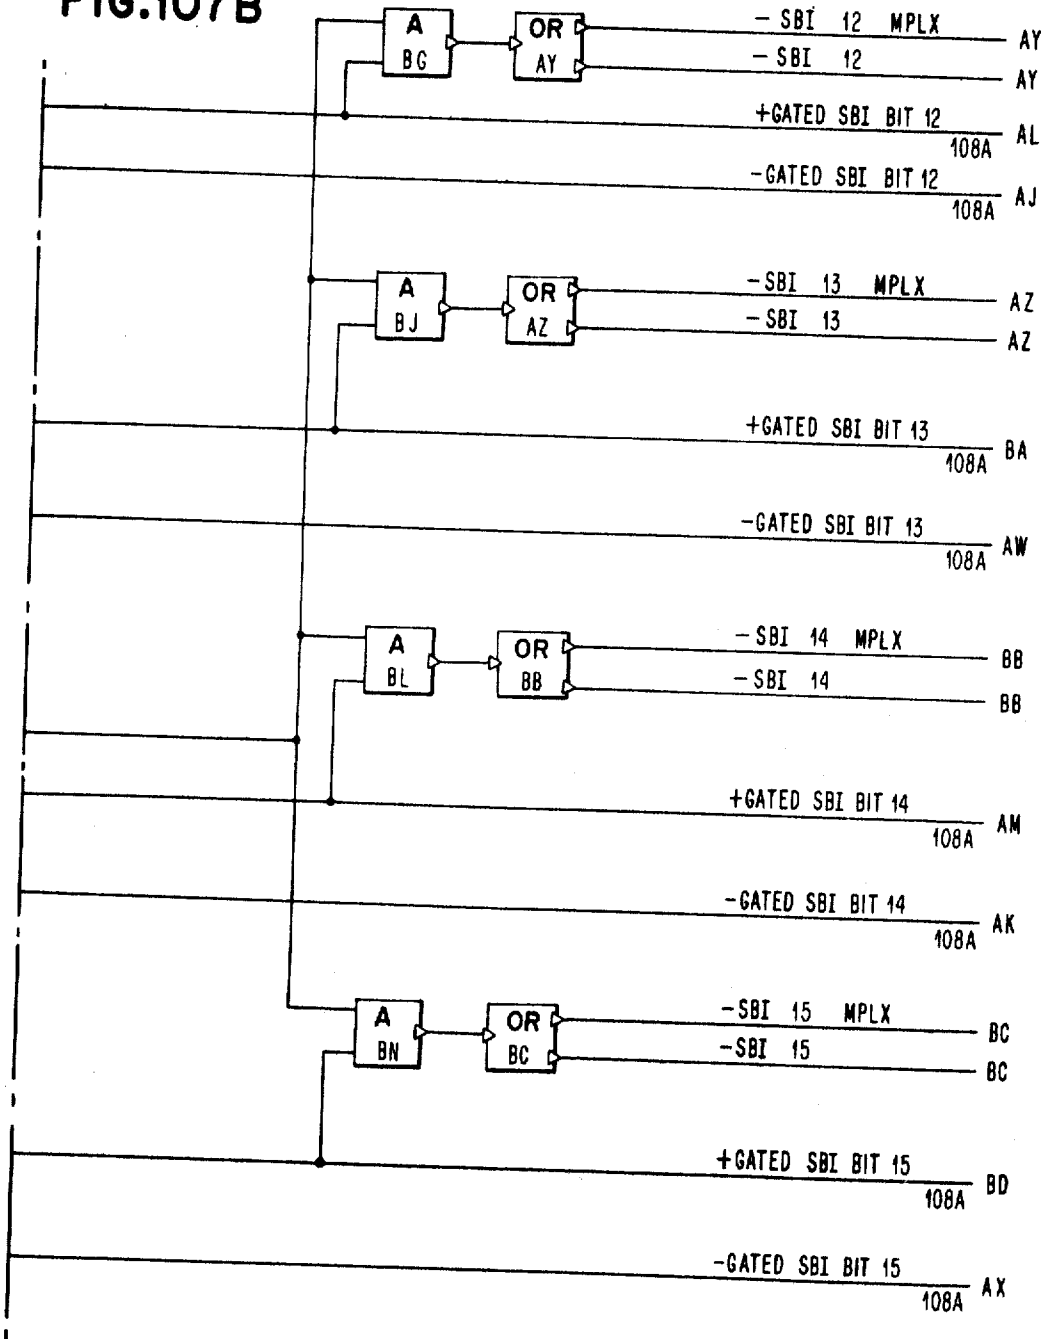 FIG.107B
A
BG
OR
AY
- SBI 12 MPLX AY
- SBI 12 AY
+GATED SBI BIT 12 AL
108A
-GATED SBI BIT 12 AJ
108A
A
BJ
OR
AZ
-SBI 13 MPLX AZ
-SBI 13 AZ
+GATED SBI BIT 13 BA
108A
-GATED SBI BIT 13 AW
108A
A
BL
OR
BB
-SBI 14 MPLX BB
-SBI 14 BB
+GATED SBI BIT 14 AM
108A
-GATED SBI BIT 14 AK
108A
A
BN
OR
BC
-SBI 15 MPLX BC
-SBI 15 BC
+GATED SBI BIT 15 BD
108A
-GATED SBI BIT 15 AX
108A